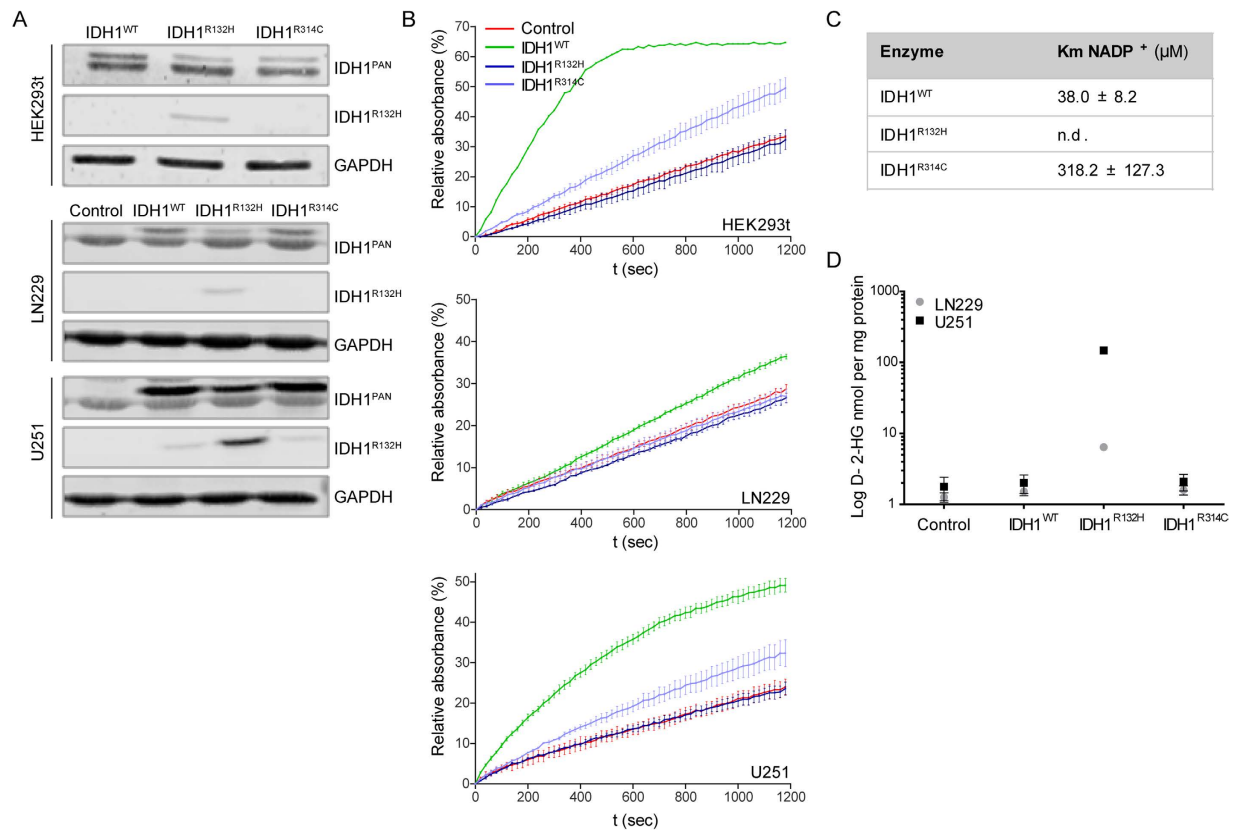 A
IDH1WT IDH1R132H IDH1R314C
HEK293t
IDH1PAN
IDH1R132H
GAPDH
Control IDH1WT IDH1R132H IDH1R314C
LN229
IDH1PAN
IDH1R132H
GAPDH
U251
IDH1PAN
IDH1R132H
GAPDH
B
Relative absorbance (%)
70
60
50
40
30
20
10
0
Control
IDH1WT
IDH1R132H
IDH1R314C
HEK293t
0 200 400 600 800 1000 1200
t (sec)
Relative absorbance (%)
50
40
30
20
10
0
LN229
0 200 400 600 800 1000 1200
t (sec)
Relative absorbance (%)
50
40
30
20
10
0
U251
0 200 400 600 800 1000 1200
t (sec)
C
Enzyme Km NADP + (µM)
IDH1WT 38.0 ± 8.2
IDH1R132H n.d .
IDH1R314C 318.2 ± 127.3
D
Log D- 2-HG nmol per mg protein
1000
100
10
1
LN229
U251
Control IDH1WT IDH1R132H IDH1R314C